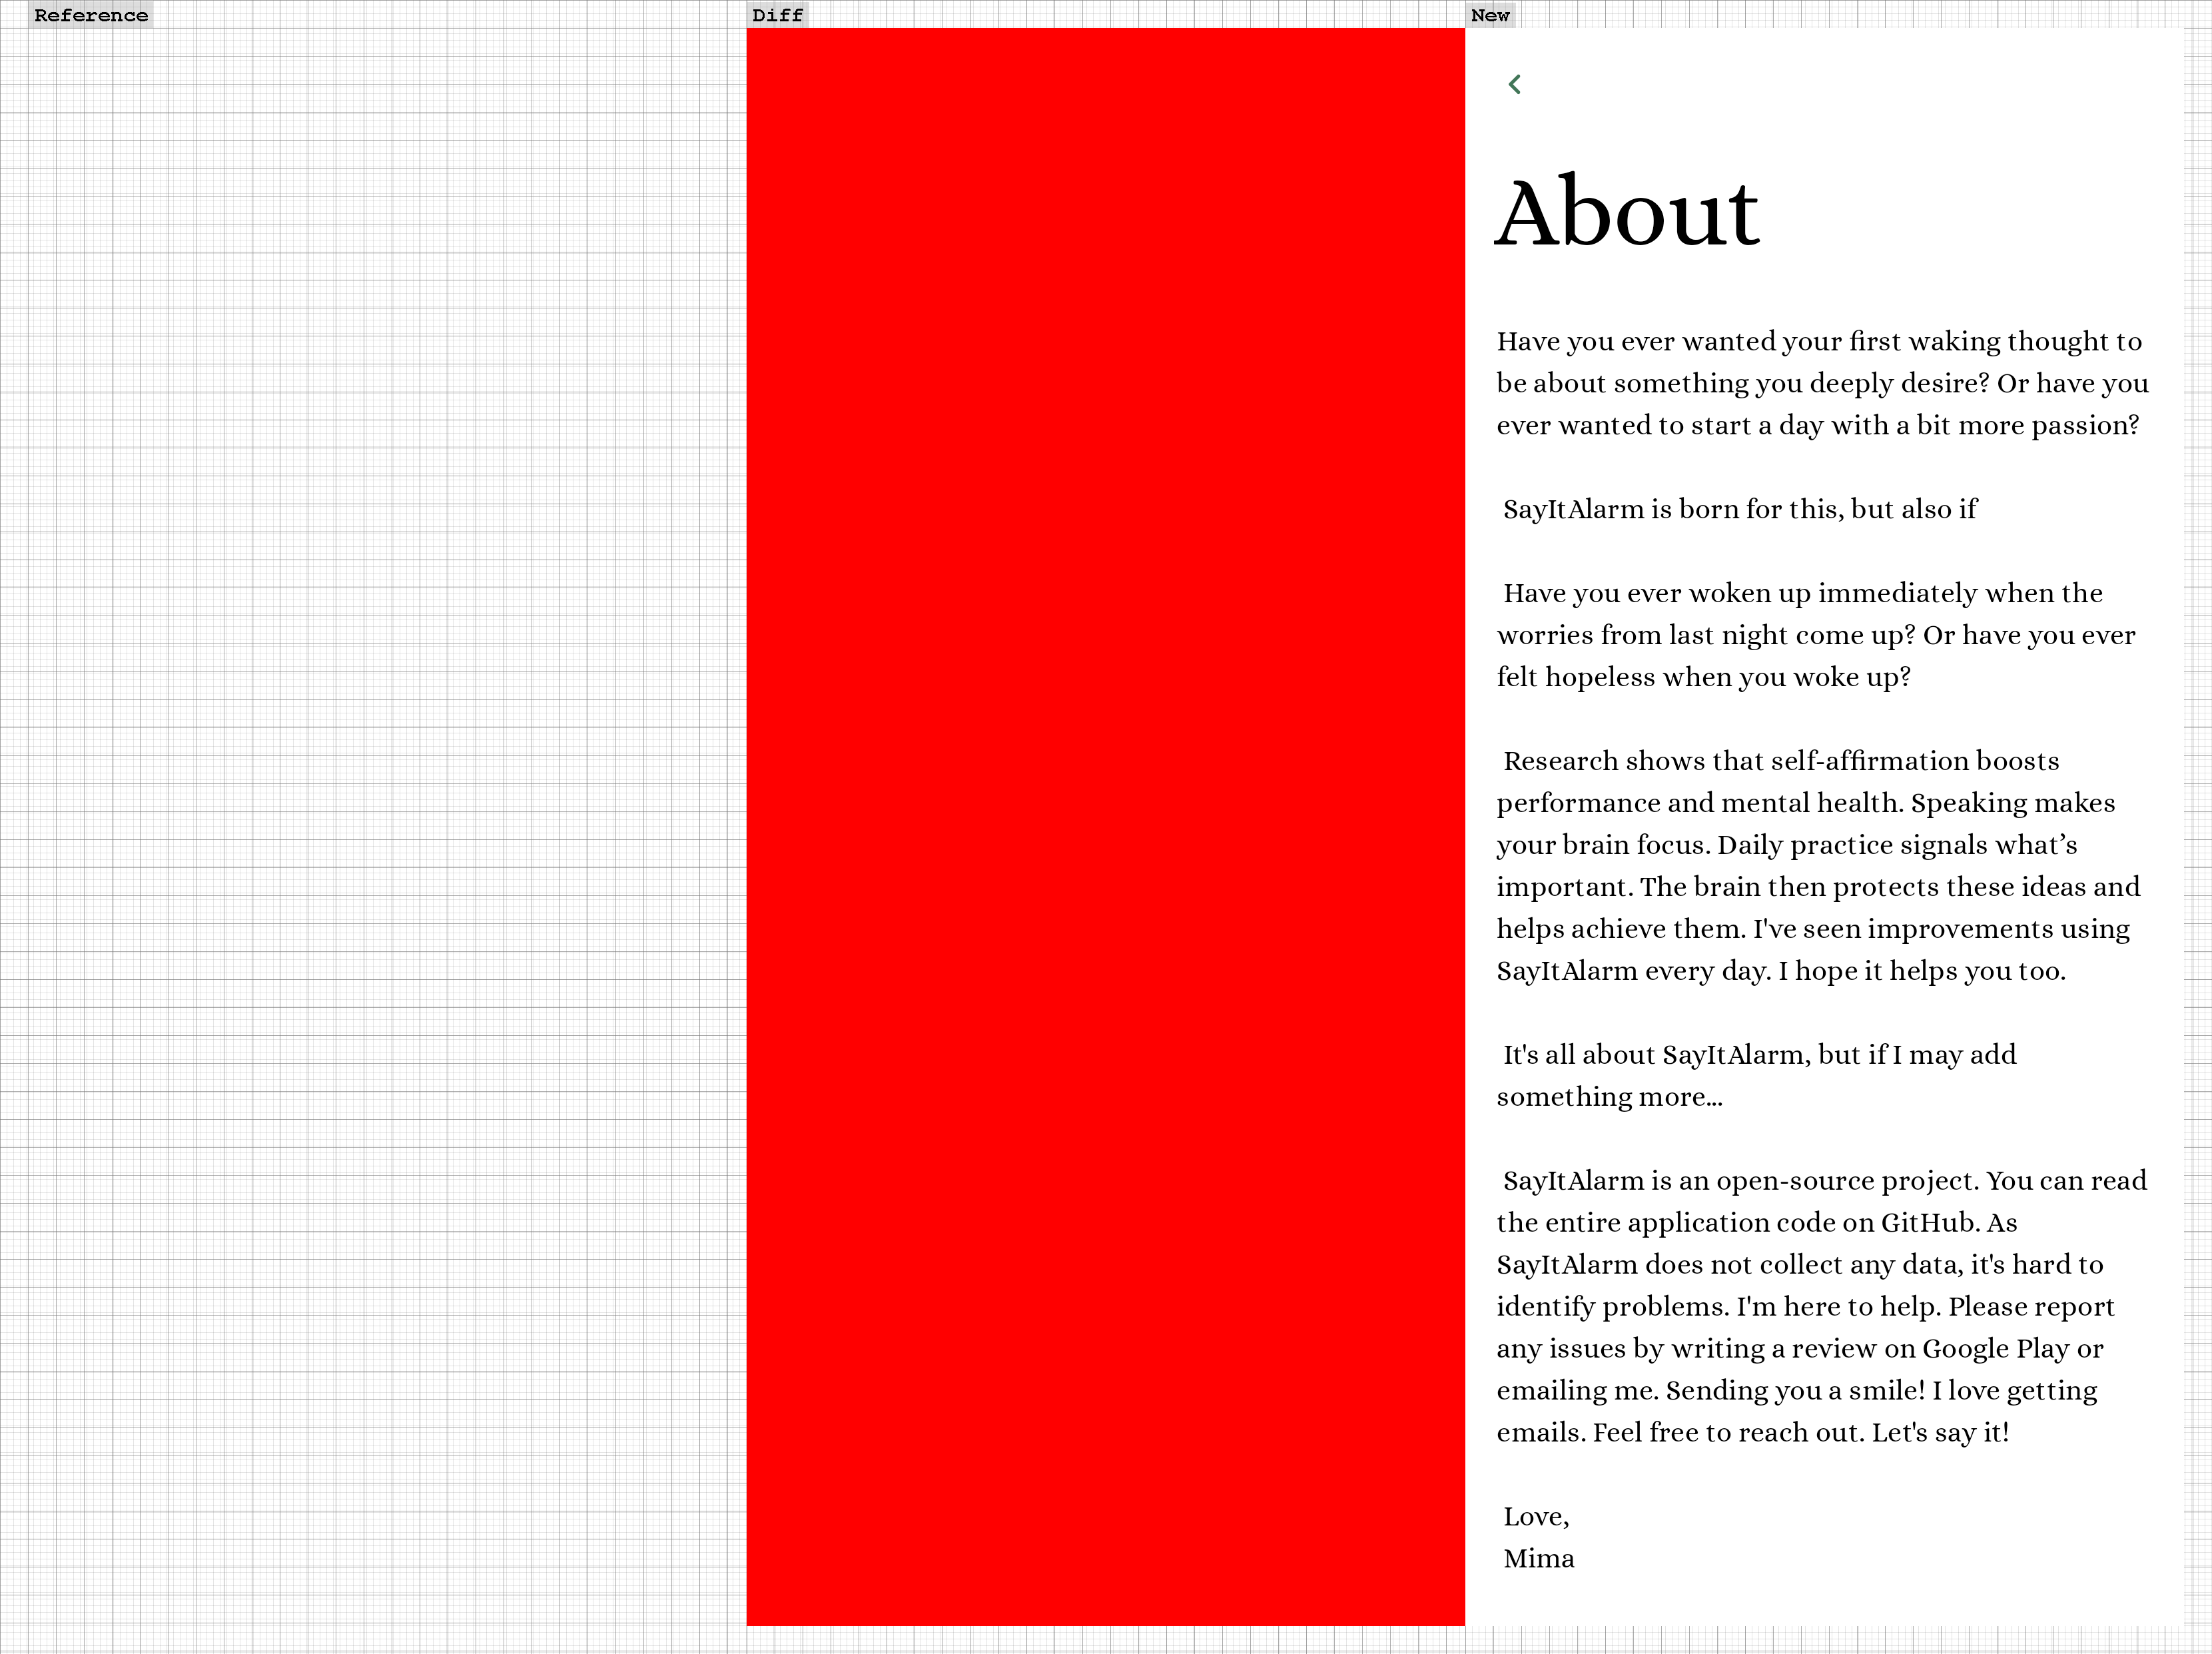 Reference
Diff
New
About
Have you ever wanted your first waking thought to
be about something you deeply desire? Or have you
ever wanted to start a day with a bit more passion?
SayItAlarm is born for this, but also if
Have you ever woken up immediately when the
worries from last night come up? Or have you ever
felt hopeless when you woke up?
Research shows that self-affirmation boosts
performance and mental health. Speaking makes
your brain focus. Daily practice signals what’s
important. The brain then protects these ideas and
helps achieve them. I've seen improvements using
SayItAlarm every day. I hope it helps you too.
It's all about SayItAlarm, but if I may add
something more...
SayItAlarm is an open-source project. You can read
the entire application code on GitHub. As
SayItAlarm does not collect any data, it's hard to
identify problems. I'm here to help. Please report
any issues by writing a review on Google Play or
emailing me. Sending you a smile! I love getting
emails. Feel free to reach out. Let's say it!
Love,
Mima